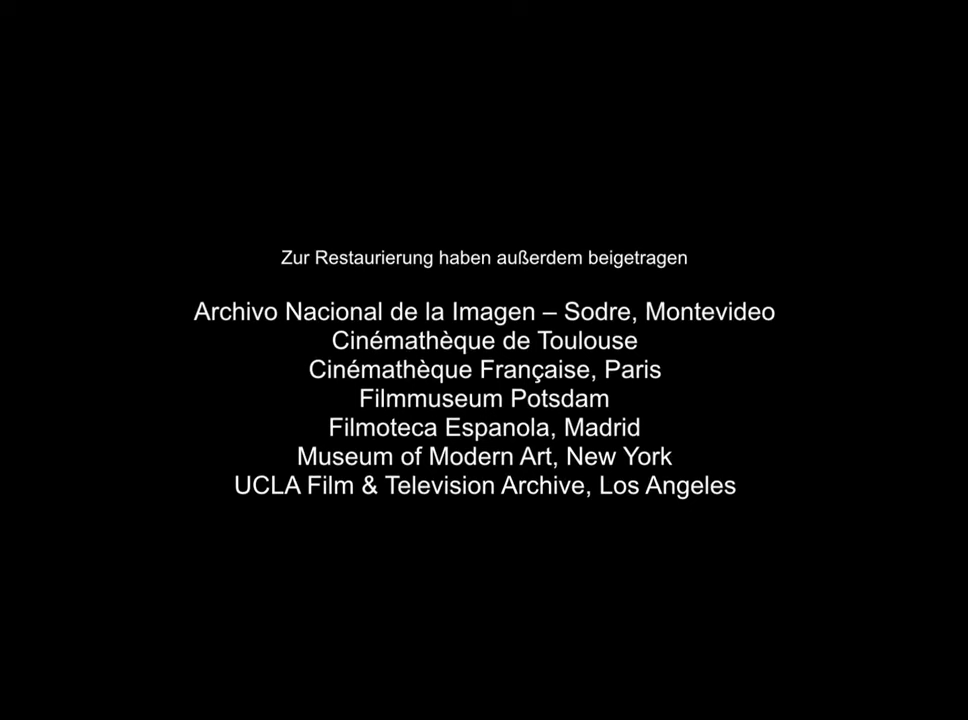 Zur Restaurierung haben außerdem beigetragen
Archivo Nacional de la Imagen – Sodre, Montevideo
Cinémathèque de Toulouse
Cinémathèque Française, Paris
Filmmuseum Potsdam
Filmoteca Espanola, Madrid
Museum of Modern Art, New York
UCLA Film & Television Archive, Los Angeles